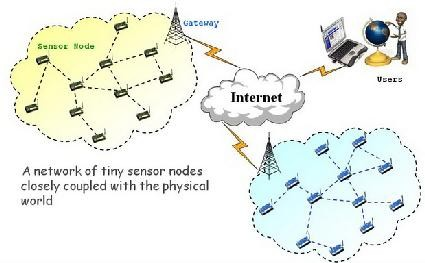 Gateway
Sensor Node
Internet
Users
A network of tiny sensor nodes
closely coupled with the physical
world